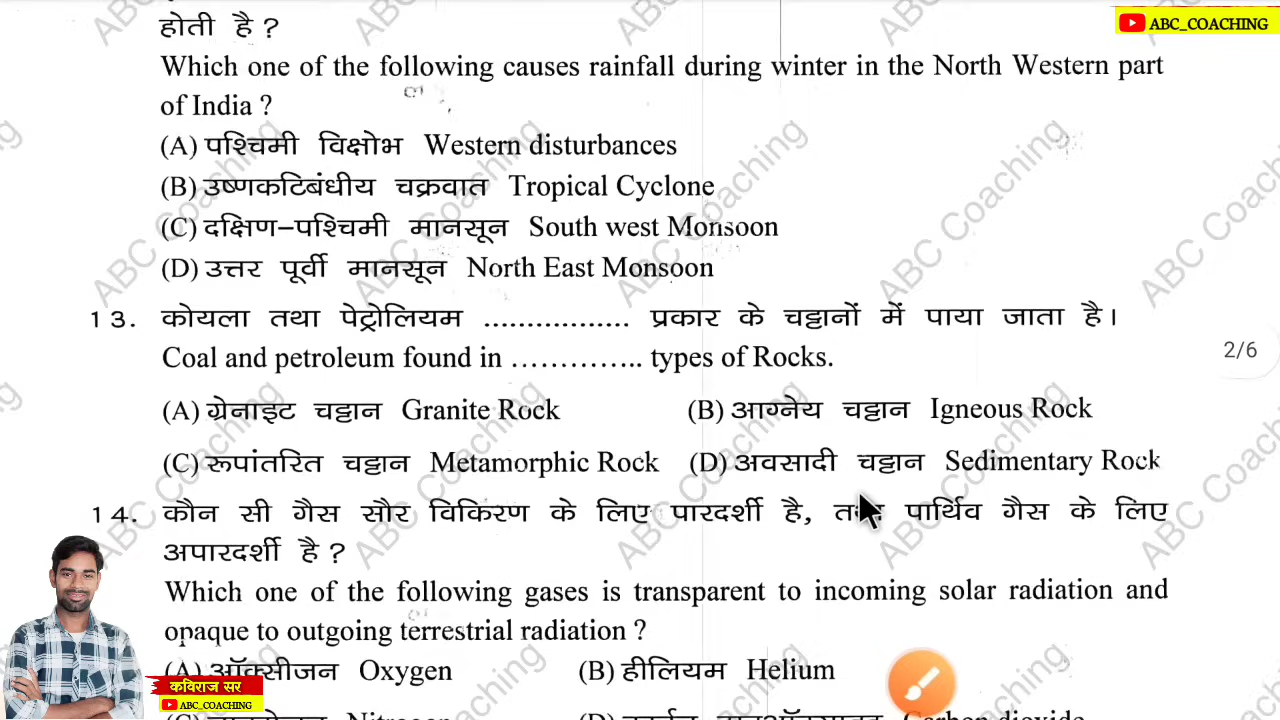 ABC_COACHING
होती है ?
Which one of the following causes rainfall during winter in the North Western part
of India ?
(A) पश्चिमी विक्षोभ Western disturbances
(B) उष्णकटिबंधीय चक्रवात Tropical Cyclone
(C) दक्षिण–पश्चिमी मानसून South west Monsoon
(D) उत्तर पूर्वी मानसून North East Monsoon
13. कोयला तथा पेट्रोलियम ................. प्रकार के चट्टानों में पाया जाता है।
Coal and petroleum found in ………….. types of Rocks.
2/6
(A) ग्रेनाइट चट्टान Granite Rock (B) आग्नेय चट्टान Igneous Rock
(C) रूपांतरित चट्टान Metamorphic Rock (D) अवसादी चट्टान Sedimentary Rock
14. कौन सी गैस सौर विकिरण के लिए पारदर्शी है, पार्थिव गैस के लिए
अपारदर्शी है ?
Which one of the following gases is transparent to incoming solar radiation and
opaque to outgoing terrestrial radiation ?
(A) ऑक्सीजन Oxygen (B) हीलियम Helium
कविराज सर
ABC_COACHING
Carbon dioxide
ABC Coaching